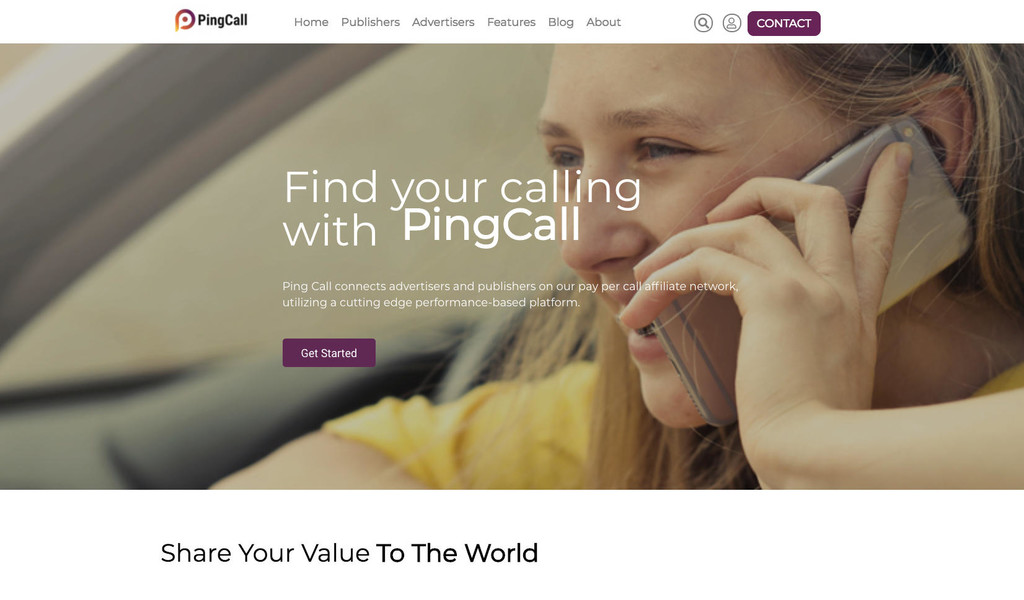 PingCall
Home Publishers Advertisers Features Blog About
CONTACT
Find your calling
with PingCall
Ping Call connects advertisers and publishers on our pay per call affiliate network,
utilizing a cutting edge performance-based platform.
Get Started
Share Your Value To The World